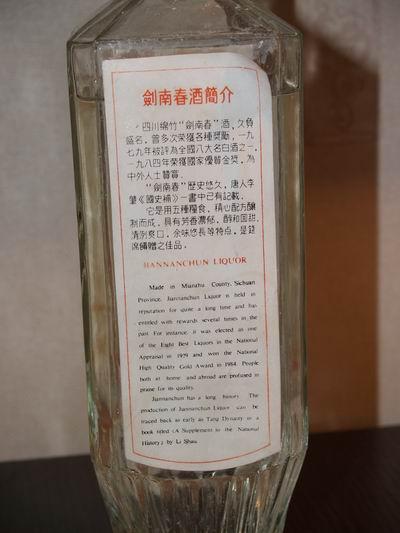 劍南春酒簡介
四川绵竹“劍南春”酒、久負
盛名，曾多次荣獲各種獎勵，一九
七九年被評為全國八大名白酒之一，
一九八四年荣獲國家優質金奖，為
中外人士贊賞.
“劍南春”歷史悠久，唐人李
肇《國史補》一書中已有記載.
它是用五種糧食，精心配方釀
制而成，具有芳香濃郁，醇和回甜，
清洌爽口，余味悠長等特点，是筵
席餽贈之佳品，
JIANNANCHUN LIQUOR
Made in Mianzhu County, Sichuan
Province, Jiannanchun Liquor is held in
reputation for quite a long time and has
entitled with rewards several times in the
past. For instance, it was elected as one
of the Eight Best Liquors in the National
Appraisal in 1979 and won the National
High Quality Gold Award in 1984. People
both at home and abroad are profused in
praise for its quality.
Jiannanchun has a long history. The
production of Jiannanchun Liquor can be
traced back as early as Tang Dynasty in a
book titled《A Supplement to the National
History》by Li Shau.